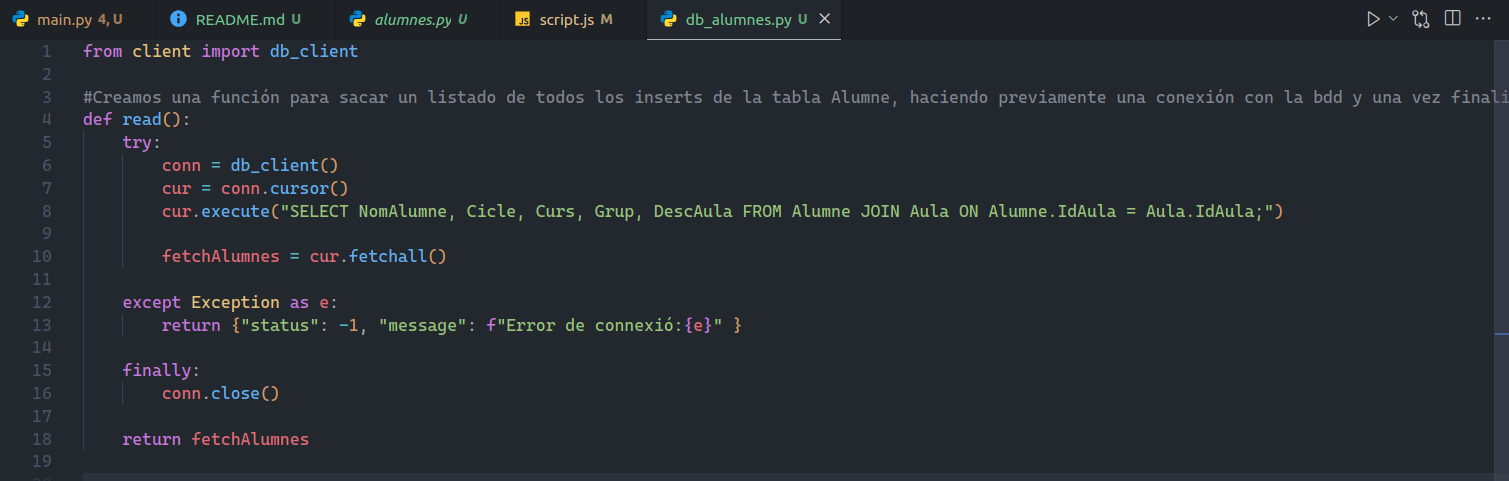 main.py 4, U README.md U alumnes.py U JS script.js M db_alumnes.py U
1 from client import db_client
2
3 #Creamos una función para sacar un listado de todos los inserts de la tabla Alumne, haciendo previamente una conexión con la bdd y una vez finali
4 def read():
5 try:
6 conn = db_client()
7 cur = conn.cursor()
8 cur.execute("SELECT NomAlumne, Cicle, Curs, Grup, DescAula FROM Alumne JOIN Aula ON Alumne.IdAula = Aula.IdAula;")
9
10 fetchAlumnes = cur.fetchall()
11
12 except Exception as e:
13 return {"status": -1, "message": f"Error de connexió:{e}" }
14
15 finally:
16 conn.close()
17
18 return fetchAlumnes
19